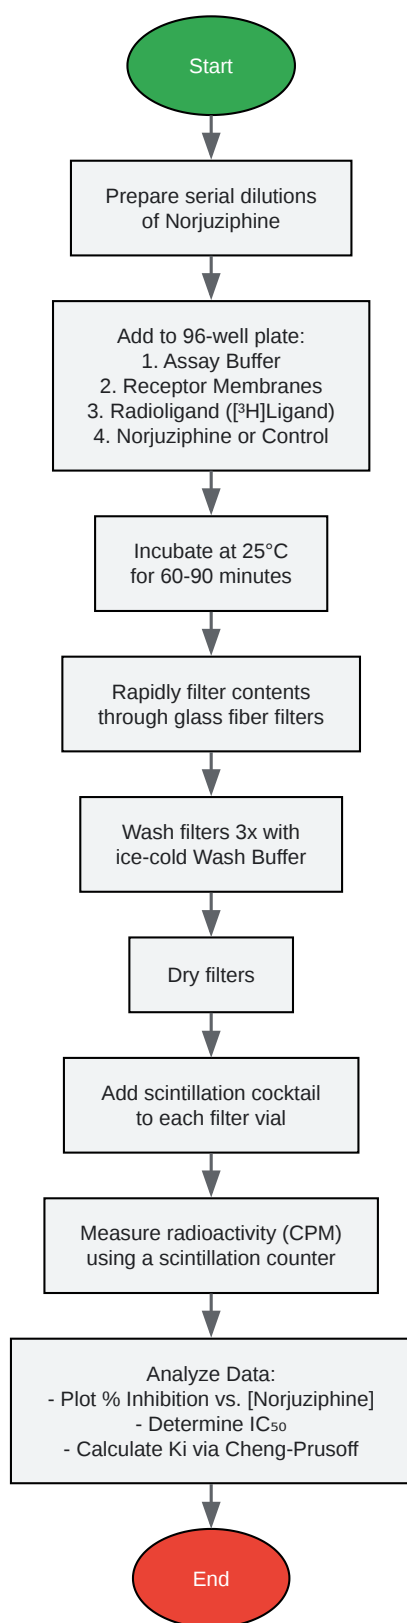 Start
Prepare serial dilutions
of Norjuziphine
Add to 96-well plate:
1. Assay Buffer
2. Receptor Membranes
3. Radioligand ([³H]Ligand)
4. Norjuziphine or Control
Incubate at 25°C
for 60-90 minutes
Rapidly filter contents
through glass fiber filters
Wash filters 3x with
ice-cold Wash Buffer
Dry filters
Add scintillation cocktail
to each filter vial
Measure radioactivity (CPM)
using a scintillation counter
Analyze Data:
- Plot % Inhibition vs. [Norjuziphine]
- Determine IC₅₀
- Calculate Ki via Cheng-Prusoff
End